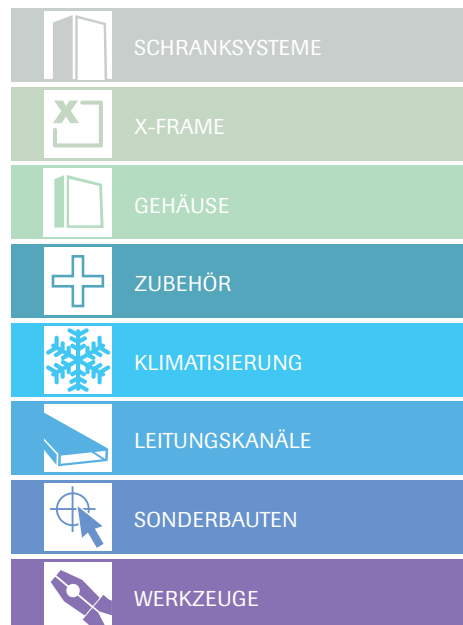 SCHRANKSYSTEME
X-FRAME
GEHÄUSE
ZUBEHÖR
KLIMATISIERUNG
LEITUNGSKANÄLE
SONDERBAUTEN
WERKZEUGE